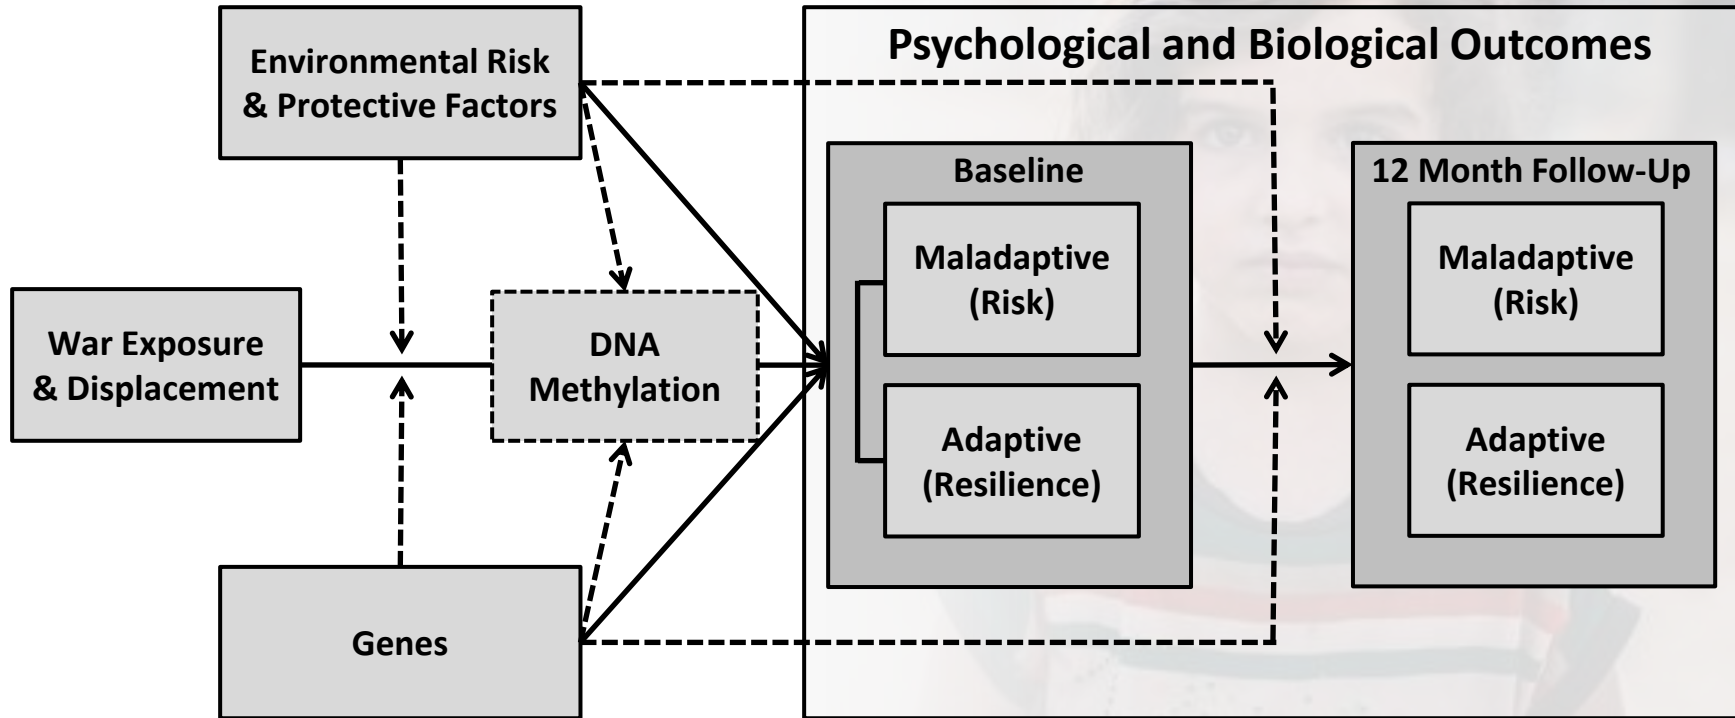 Psychological and Biological Outcomes
Environmental Risk
& Protective Factors
Baseline
12 Month Follow-Up
Maladaptive
(Risk)
Maladaptive
(Risk)
War Exposure
& Displacement
DNA
Methylation
Adaptive
(Resilience)
Adaptive
(Resilience)
Genes